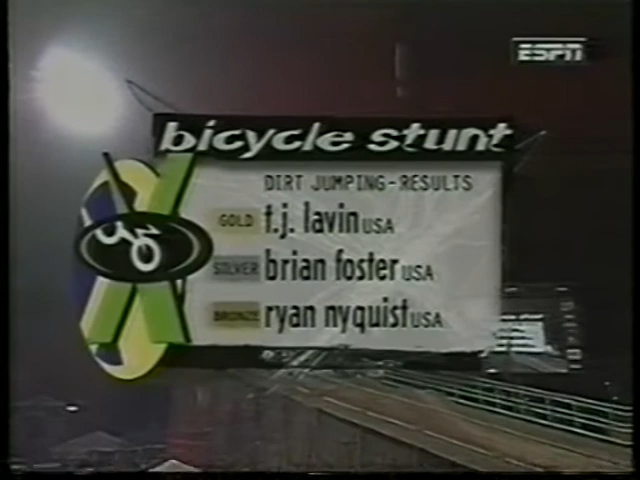 ESPN
bicycle stunt
DIRT JUMPING-RESULTS
GOLD t.j. lavin USA
SILVER brian foster USA
BRONZE ryan nyquist USA